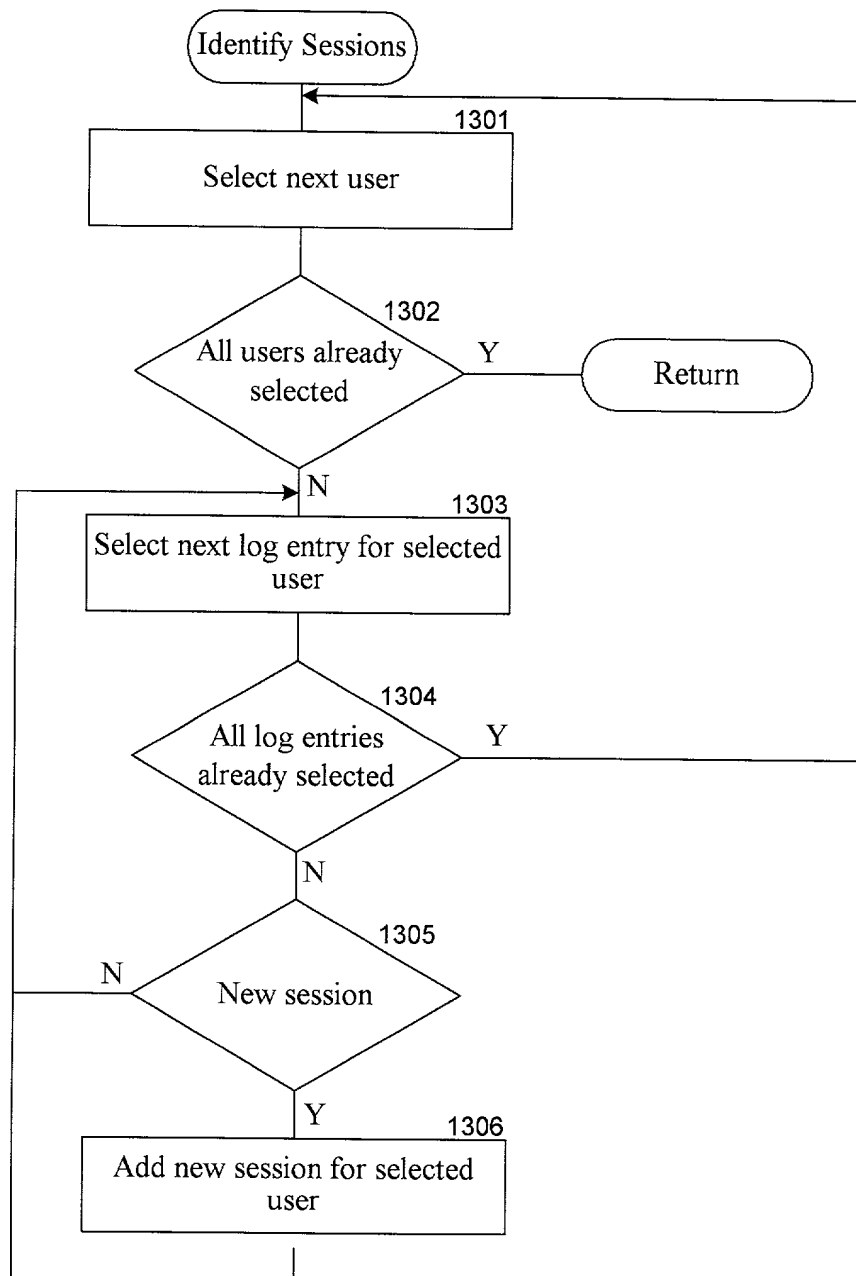 Identify Sessions
1301
Select next user
1302
All users already
selected
Y
Return
N
1303
Select next log entry for selected
user
1304
All log entries
already selected
Y
N
1305
N
New session
Y
1306
Add new session for selected
user